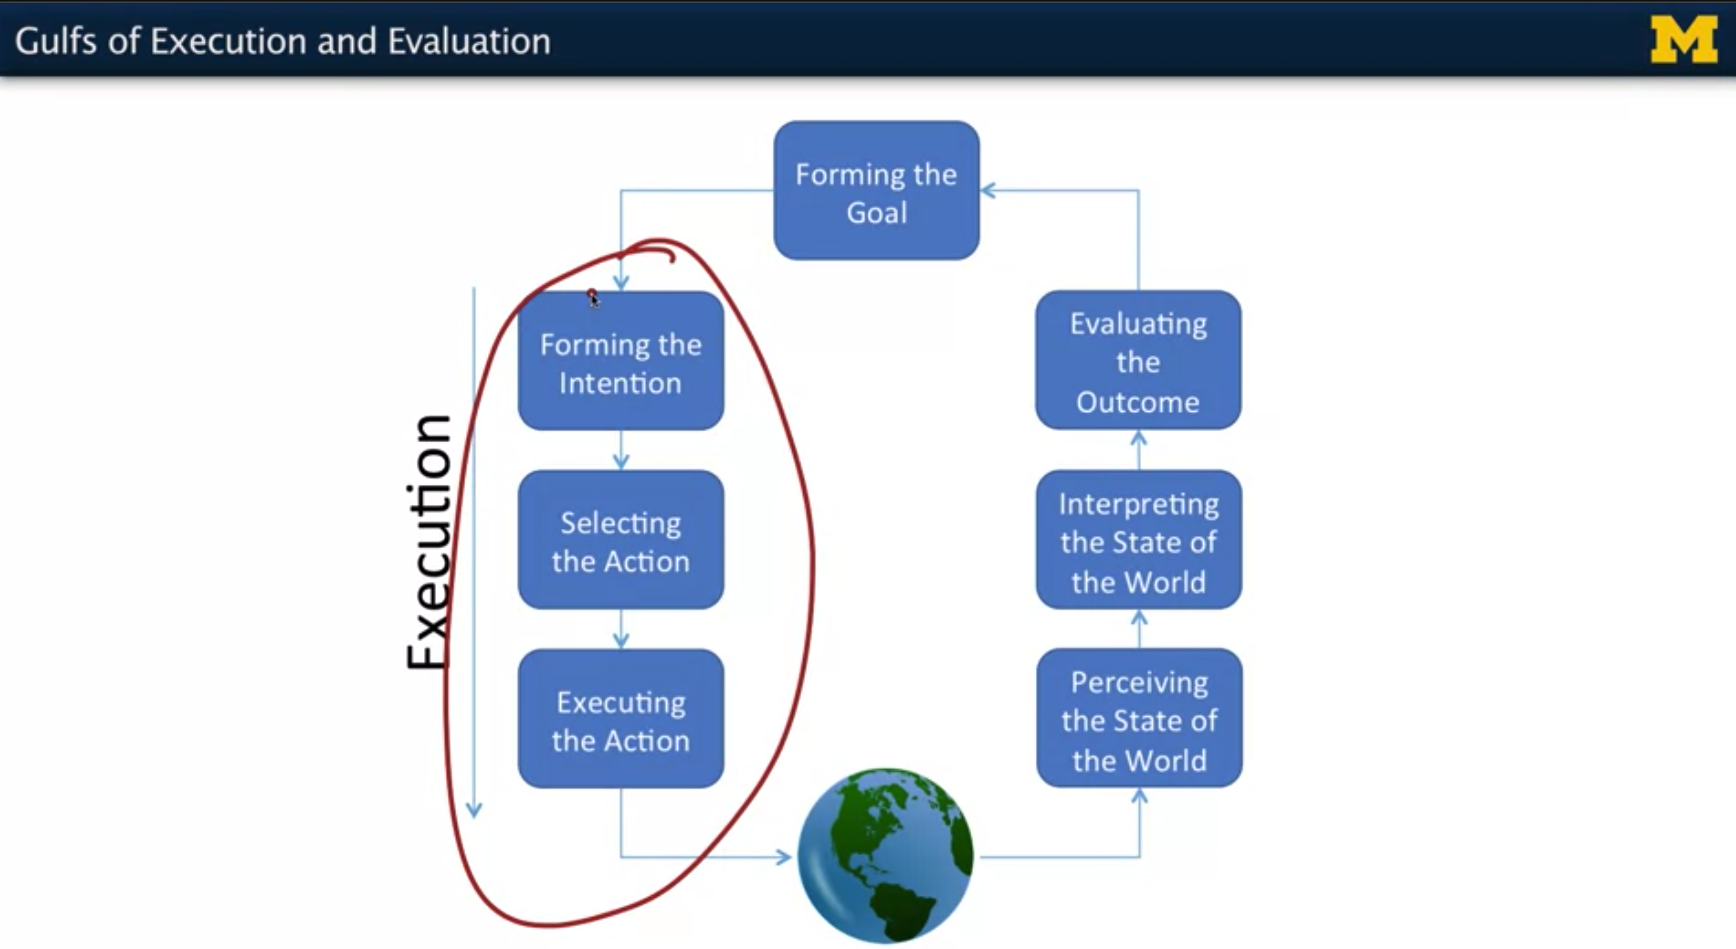 Gulfs of Execution and Evaluation
M
Forming the
Goal
Execution
Forming the
Intention
Selecting
the Action
Executing
the Action
Evaluating
the
Outcome
Interpreting
the State of
the World
Perceiving
the State of
the World